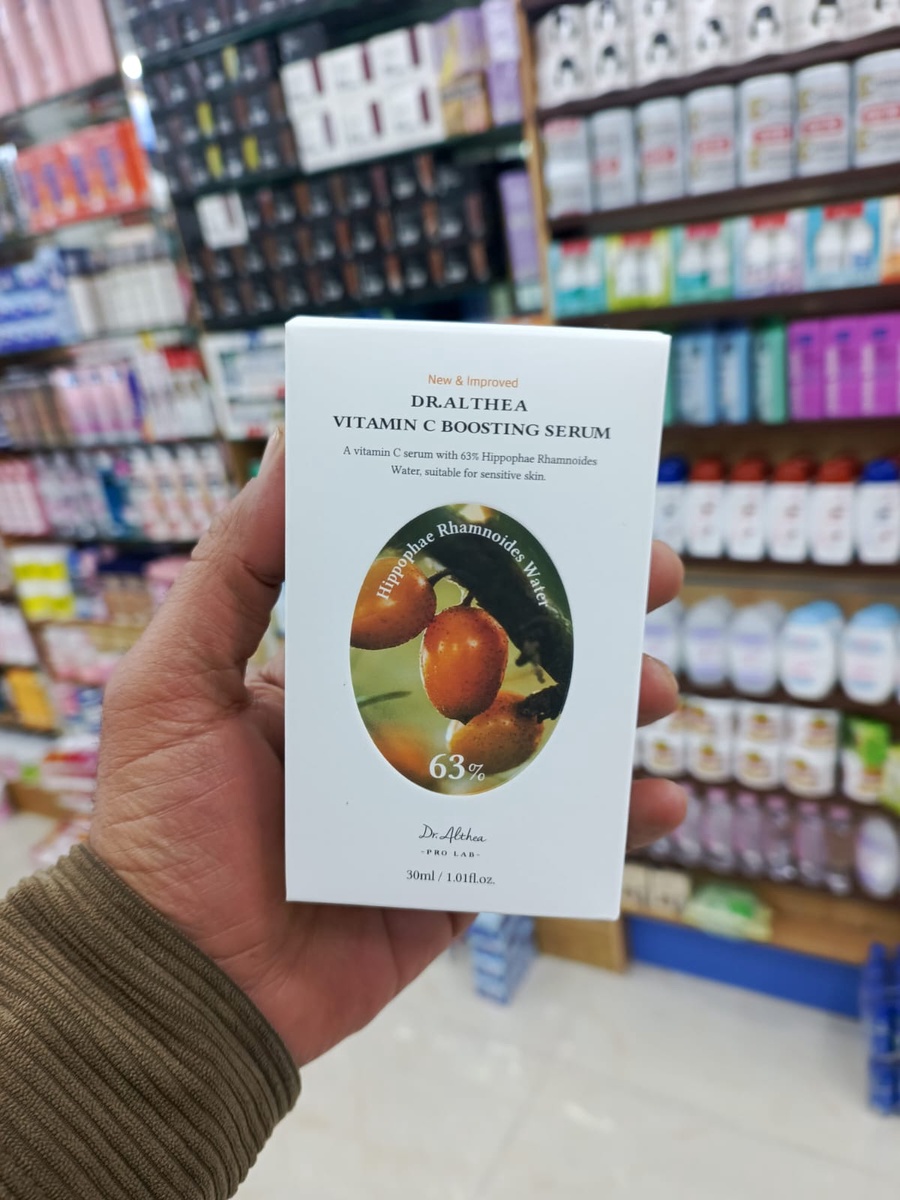 New & Improved
DR.ALTHEA
VITAMIN C BOOSTING SERUM
A vitamin C serum with 63% Hippophae Rhamnoides
Water, suitable for sensitive skin.
Hippophae Rhamnoides Water
63%
Dr.Althea
-PRO LAB-
30ml / 1.01fl.oz.